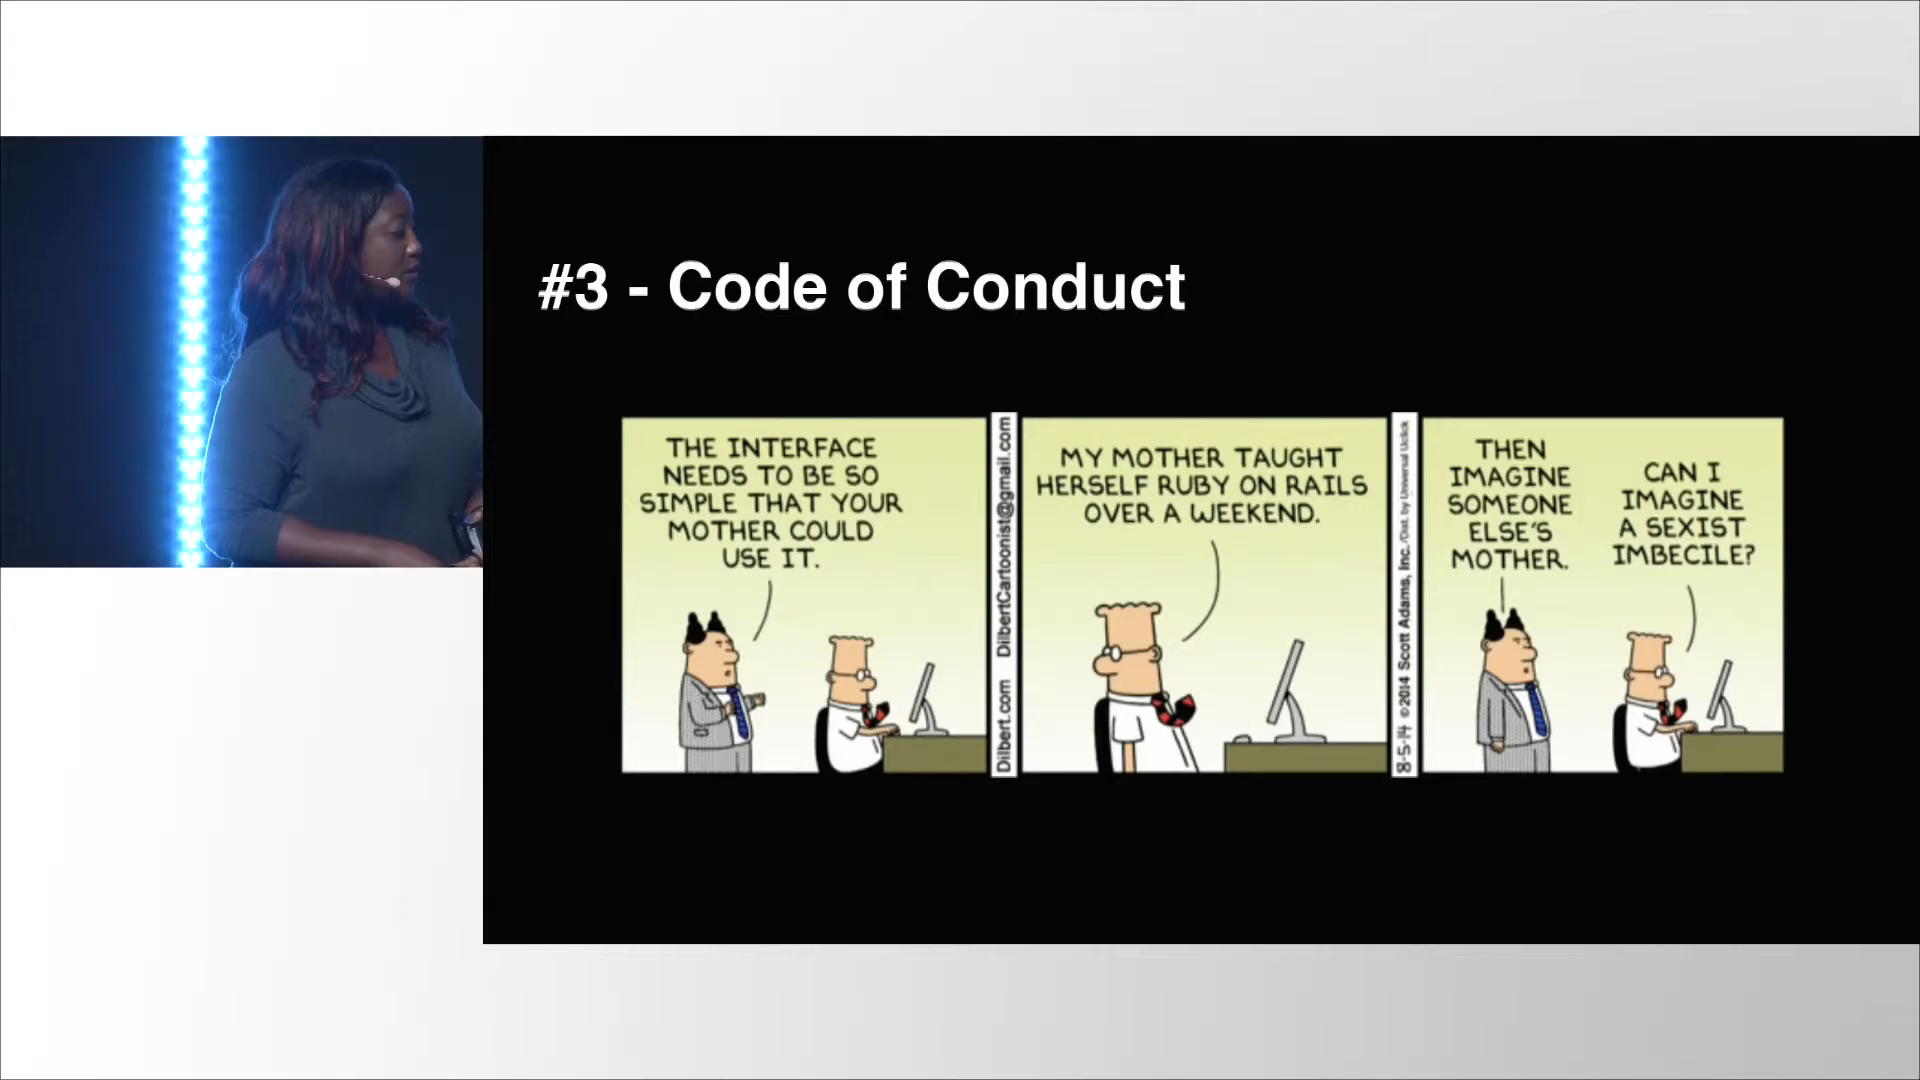 #3 - Code of Conduct
THE INTERFACE
NEEDS TO BE SO
SIMPLE THAT YOUR
MOTHER COULD
USE IT.
Dilbert.com DilbertCartoonist@gmail.com
MY MOTHER TAUGHT
HERSELF RUBY ON RAILS
OVER A WEEKEND.
8-5-14 ©2014 Scott Adams, Inc. /Dist. by Universal Uclick
THEN
IMAGINE
SOMEONE
ELSE'S
MOTHER.
CAN I
IMAGINE
A SEXIST
IMBECILE?